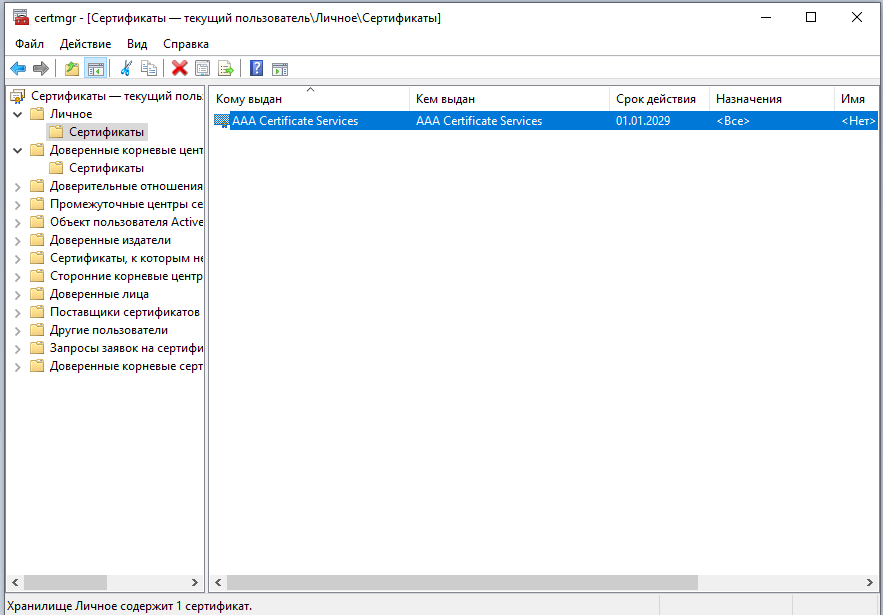 certmgr - [Сертификаты — текущий пользователь\Личное\Сертификаты]
Файл Действие Вид Справка
Сертификаты — текущий поль
Личное
Сертификаты
Доверенные корневые цент
Сертификаты
Доверительные отношения
Промежуточные центры се
Объект пользователя Active
Доверенные издатели
Сертификаты, к которым не
Сторонние корневые центр
Доверенные лица
Поставщики сертификатов
Другие пользователи
Запросы заявок на сертифи
Доверенные корневые серт
Кому выдан Кем выдан Срок действия Назначения Имя
AAA Certificate Services AAA Certificate Services 01.01.2029 <Все> <Нет>
Хранилище Личное содержит 1 сертификат.